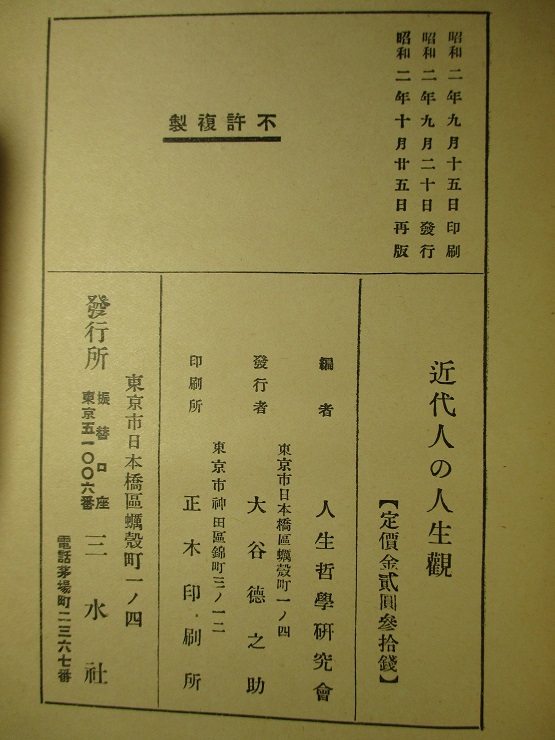 昭和二年九月十五日印刷
昭和二年九月二十日發行
昭和二年十月廿五日再版
不許複製
近代人の人生觀
【定價金貳圓參拾錢】
編者 人生哲學硏究會
東京市日本橋區蠣殼町一ノ四
發行者 大谷德之助
東京市神田區錦町三ノ一二
印刷所 正木印刷所
東京市日本橋區蠣殼町一ノ四
發行所 三水社
振替口座
東京五一〇〇六番
電話茅場町二三六七番